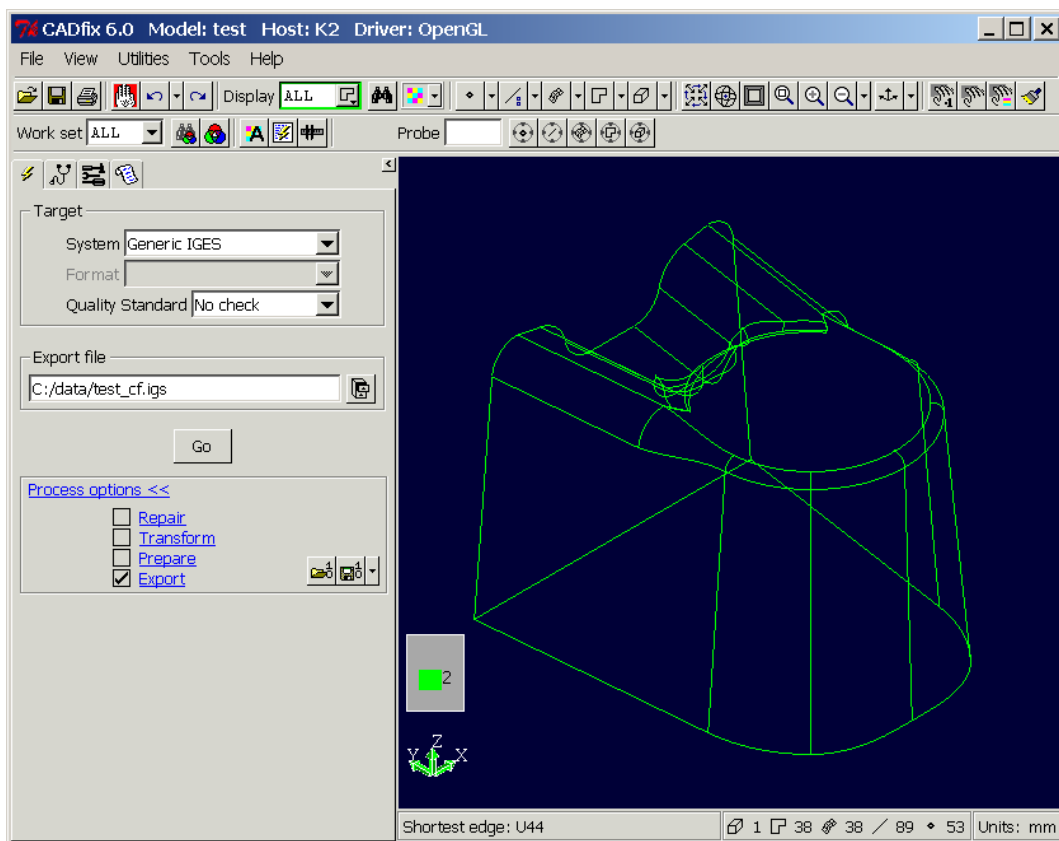 CADfix 6.0 Model: test Host: K2 Driver: OpenGL
File View Utilities Tools Help
Display ALL
Work set ALL
A
Probe
1
Target
System Generic IGES
Format
Quality Standard No check
Export file
C:/data/test_cf.igs
Go
Process options <<
Repair
Transform
Prepare
Export
2
Z
Y X
Shortest edge: U44
1 38 38 89 53 Units: mm